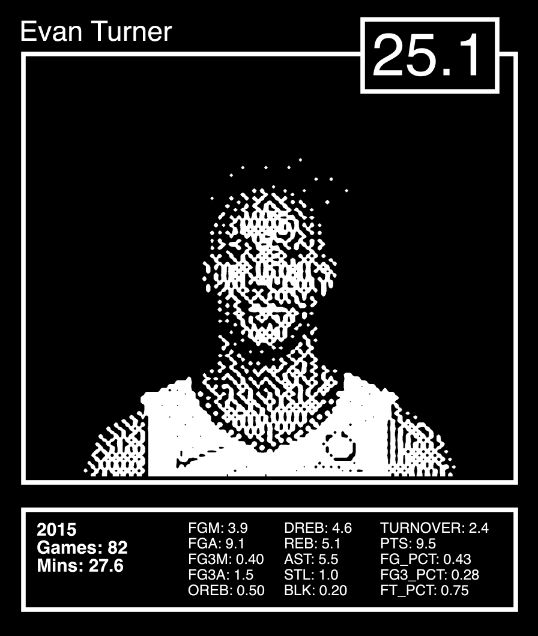 Evan Turner
25.1
2015
Games: 82
Mins: 27.6
FGM: 3.9
FGA: 9.1
FG3M: 0.40
FG3A: 1.5
OREB: 0.50
DREB: 4.6
REB: 5.1
AST: 5.5
STL: 1.0
BLK: 0.20
TURNOVER: 2.4
PTS: 9.5
FG_PCT: 0.43
FG3_PCT: 0.28
FT_PCT: 0.75